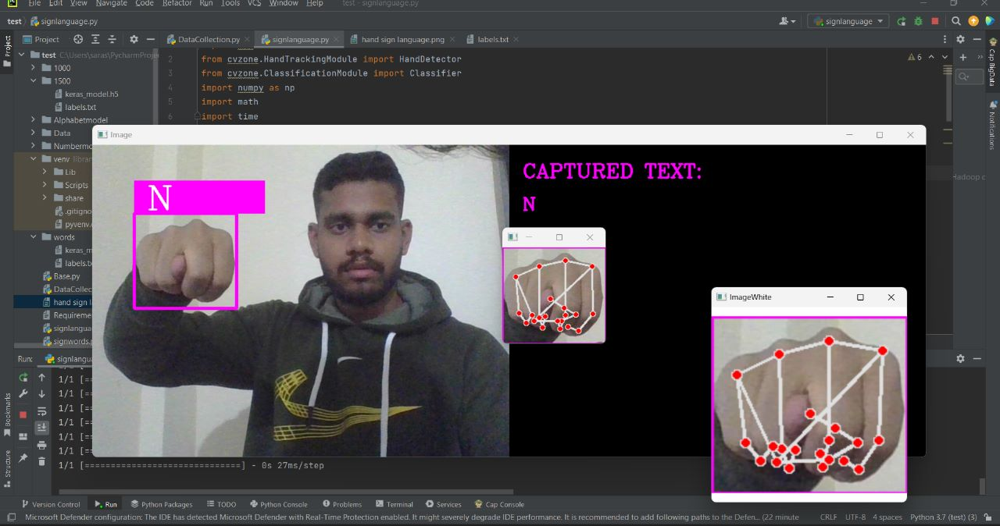 File Edit View Navigate Code Refactor Run Tools VCS Window Help test - signlanguage.py
test signlanguage.py
signlanguage
Project
DataCollection.py signlanguage.py hand sign language.png labels.txt
Project
test C:\Users\saras\PycharmProje
1000
1500
keras_model.h5
labels.txt
Alphabetmodel
Data
Numbermo
venv librar
Lib
Scripts
share
.gitigno
pyvenv.
words
keras_m
labels.tx
Base.py
DataCollec
hand sign l
Requireme
signlangua
signwords.p
2 from cvzone.HandTrackingModule import HandDetector
3 from cvzone.ClassificationModule import Classifier
4 import numpy as np
5 import math
6 import time
6
Cap BigData
Notifications
Hadoop c
Image
N
CAPTURED TEXT:
N
ImageWhite
Run: signlangua
1/1 [==
1/1 [==
1/1 [==
1/1 [==
1/1 [==
1/1 [==
1/1 [==============================] - 0s 27ms/step
Bookmarks
Structure
Version Control Run Python Packages TODO Python Console Problems Terminal Services Cap Console
Microsoft Defender configuration: The IDE has detected Microsoft Defender with Real-Time Protection enabled. It might severely degrade IDE performance. It is recommended to add following paths to the Defen... (22 minute CRLF UTF-8 4 spaces Python 3.7 (test) (3)